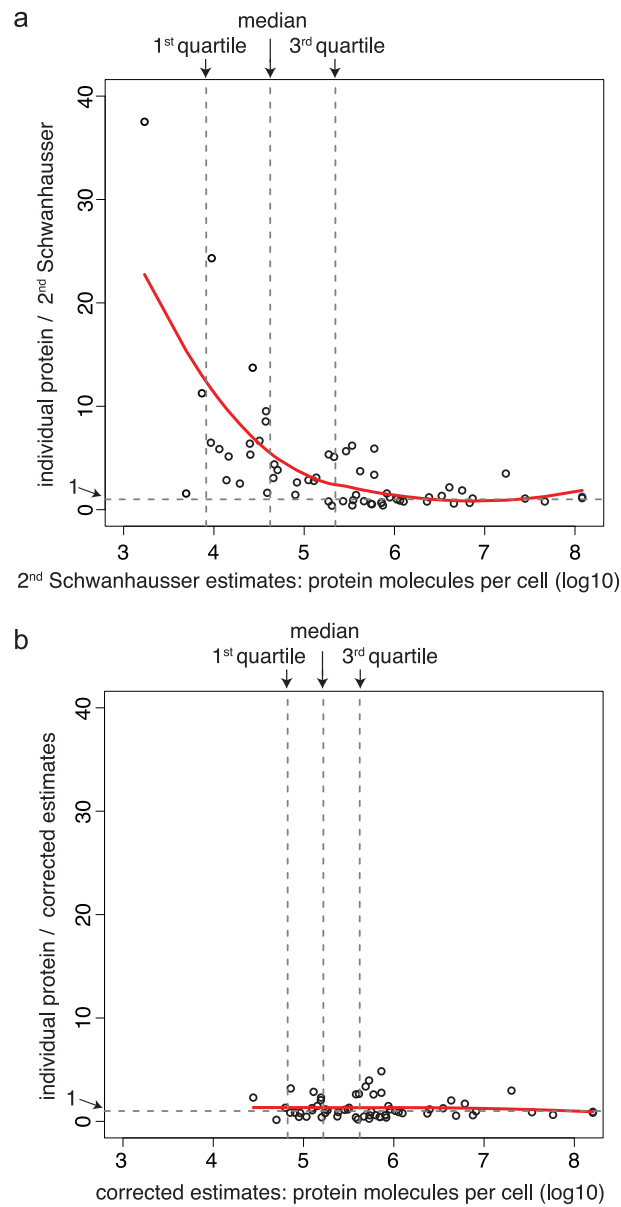 a
median
1st quartile 3rd quartile
individual protein / 2nd Schwanhausser
40
30
20
10
1
0
3 4 5 6 7 8
2nd Schwanhausser estimates: protein molecules per cell (log10)
b
median
1st quartile 3rd quartile
individual protein / corrected estimates
40
30
20
10
1
0
3 4 5 6 7 8
corrected estimates: protein molecules per cell (log10)